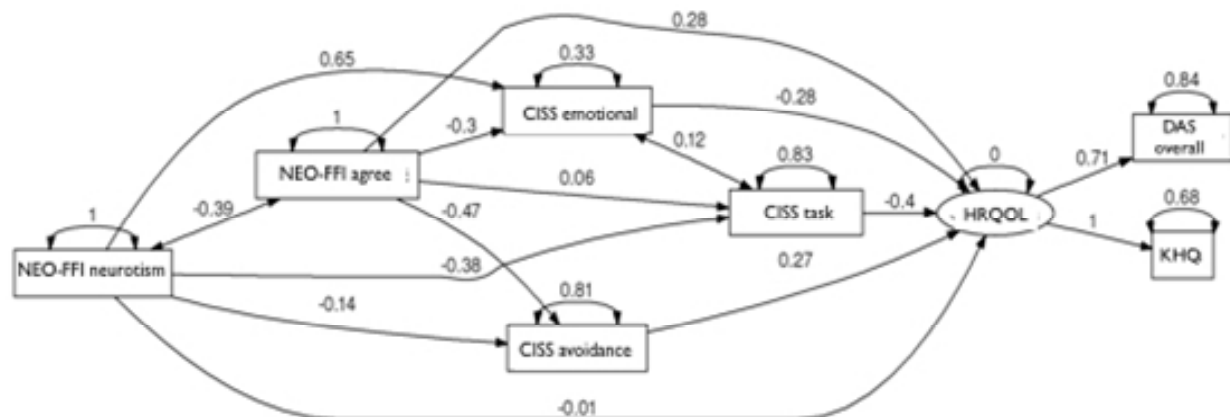 0.28
0.65
0.33
CISS emotional
-0.28
0.84
DAS
overall
1
-0.3
NEO-FFI agree
0.12
0.83
0
0.71
0.06
CISS task
-0.4
HRQOL
-0.39
-0.47
1
0.68
KHQ
1
NEO-FFI neurotism
-0.38
0.27
-0.14
0.81
CISS avoidance
-0.01